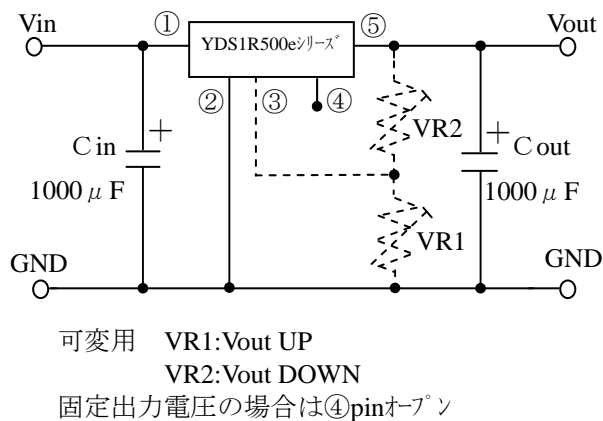 Vin
①
YDS1R500eシリーズ
⑤
Vout
②
③
④
VR2
+
Cin
1000μF
+
Cout
1000μF
VR1
GND
GND
可変用 VR1:Vout UP
VR2:Vout DOWN
固定出力電圧の場合は④pinオープン